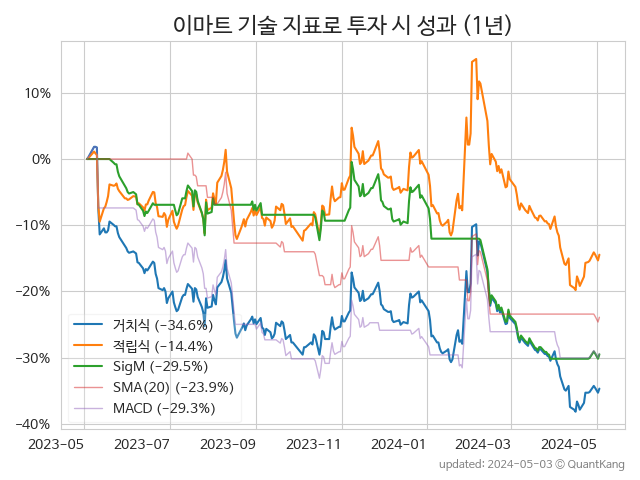 이마트 기술 지표로 투자 시 성과 (1년)
10%
0%
−10%
−20%
−30%
−40%
거치식 (−34.6%)
적립식 (−14.4%)
SigM (−29.5%)
SMA(20) (−23.9%)
MACD (−29.3%)
2023-05
2023-07
2023-09
2023-11
2024-01
2024-03
2024-05
updated: 2024-05-03 © QuantKang